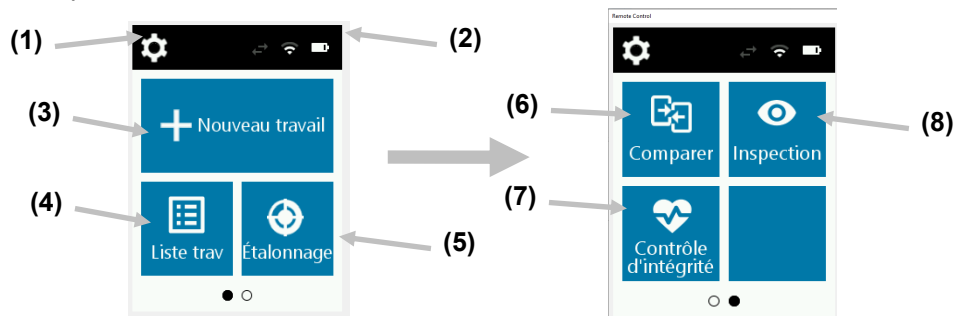 Remote Control
(1)
(2)
(3)
Nouveau travail
(4)
Liste trav
Étalonnage
(5)
(6)
Comparer
Inspection
(8)
(7)
Contrôle
d'intégrité